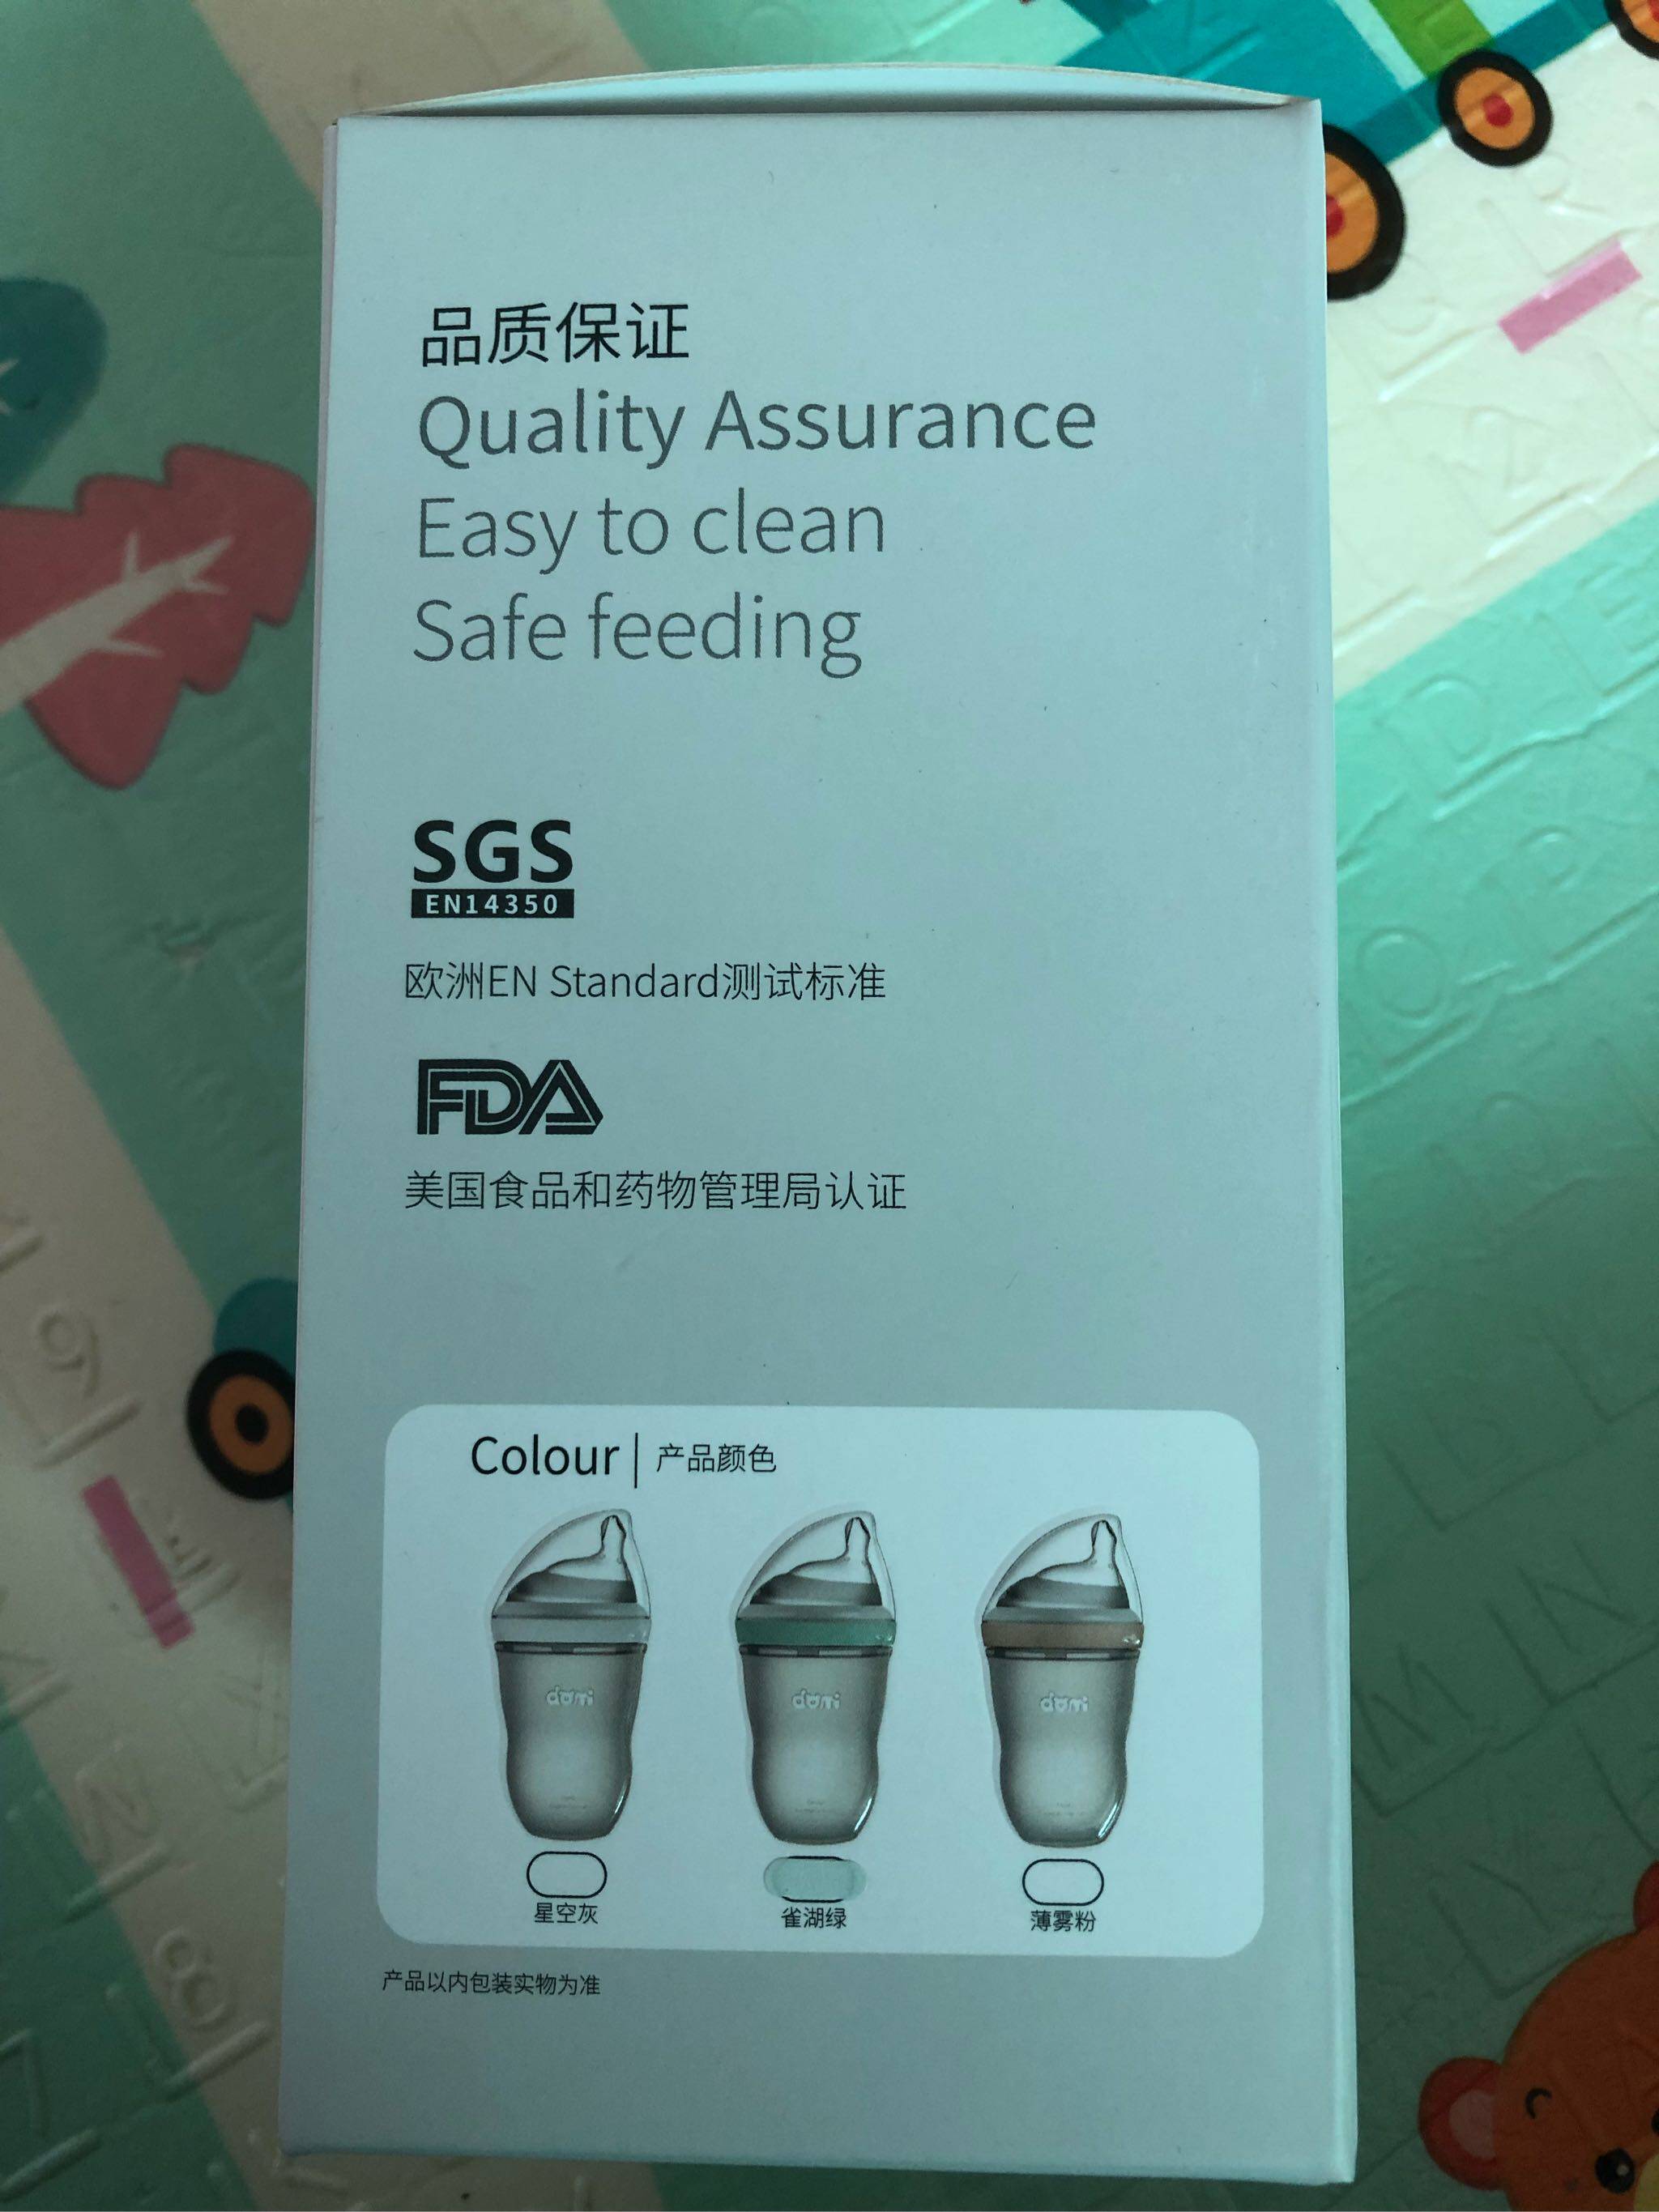 品质保证
Quality Assurance
Easy to clean
Safe feeding
SGS
EN14350
欧洲EN Standard测试标准
FDA
美国食品和药物管理局认证
Colour | 产品颜色
星空灰
雀湖绿
薄雾粉
产品以内包装实物为准